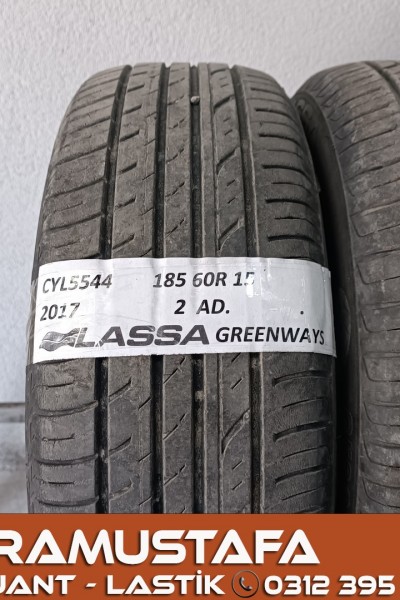 CYL5544 185 60R 15
2017 2 AD.
LASSA GREENWAYS
RAMUSTAFA
JANT - LASTİK 0312 395